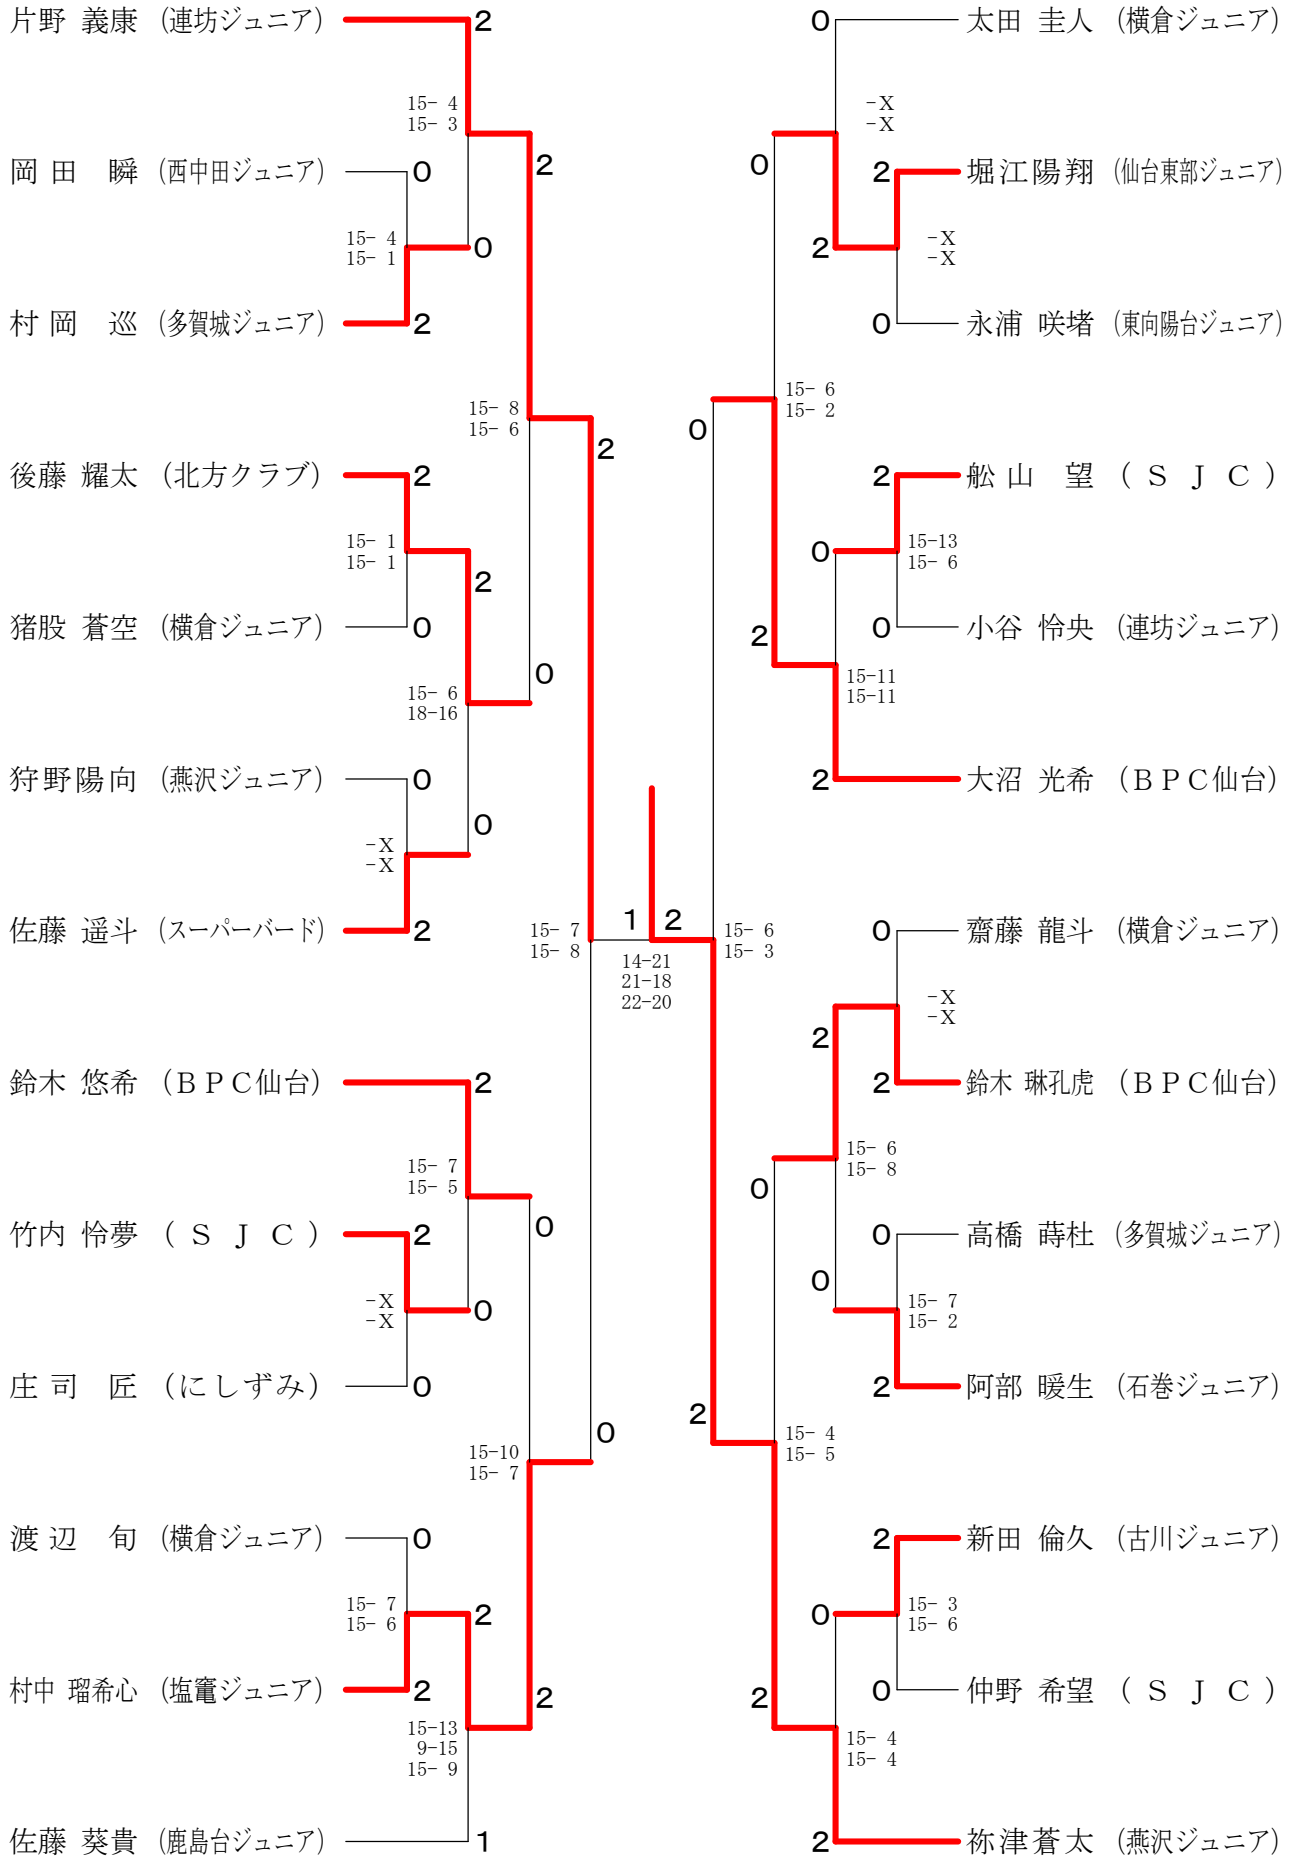 片野 義康 (連坊ジュニア) 2
15- 4
15- 3
岡田 瞬 (西中田ジュニア) 0
2
15- 4
15- 1
0
村岡 巡 (多賀城ジュニア) 2
15- 8
15- 6
2
後藤 耀太 (北方クラブ) 2
15- 1
15- 1
2
猪股 蒼空 (横倉ジュニア) 0
15- 6
18-16
0
狩野陽向 (燕沢ジュニア) 0
0
-X
-X
佐藤 遥斗 (スーパーバード) 2
15- 7
15- 8
鈴木 悠希 (BPC仙台) 2
15- 7
15- 5
竹内 怜夢 (SJC) 2
0
-X
-X
0
庄司 匠 (にしずみ) 0
15-10
15- 7
0
渡辺 旬 (横倉ジュニア) 0
15- 7
15- 6
2
村中 瑠希心 (塩竈ジュニア) 2
2
15-13
9-15
15- 9
佐藤 葵貴 (鹿島台ジュニア) 1
1 2
14-21
21-18
22-20
0 太田 圭人 (横倉ジュニア)
-X
-X
0
2 堀江陽翔 (仙台東部ジュニア)
2
-X
-X
0 永浦 咲堵 (東向陽台ジュニア)
15- 6
15- 2
0
2 舩山 望 (SJC)
0
15-13
15- 6
2
0 小谷 怜央 (連坊ジュニア)
15-11
15-11
2 大沼 光希 (BPC仙台)
15- 6
15- 3
0 齋藤 龍斗 (横倉ジュニア)
-X
-X
2
2 鈴木 琳孔虎 (BPC仙台)
15- 6
15- 8
0
0 高橋 蒔杜 (多賀城ジュニア)
0
15- 7
15- 2
2 阿部 暖生 (石巻ジュニア)
2
15- 4
15- 5
2 新田 倫久 (古川ジュニア)
0
15- 3
15- 6
2
0 仲野 希望 (SJC)
15- 4
15- 4
2 祢津蒼太 (燕沢ジュニア)